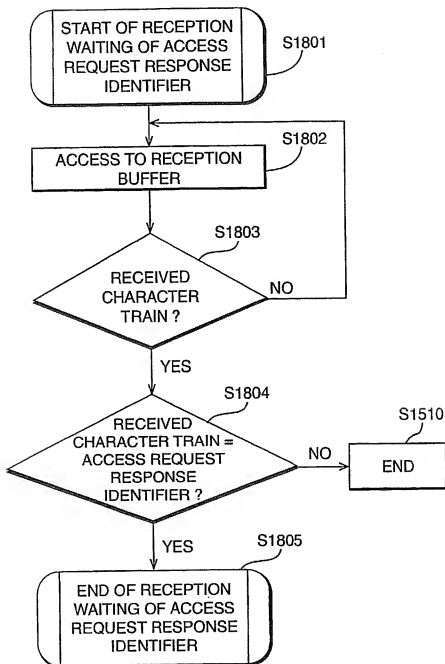 START OF RECEPTION
WAITING OF ACCESS
REQUEST RESPONSE
IDENTIFIER
S1801
S1802
ACCESS TO RECEPTION
BUFFER
S1803
RECEIVED
CHARACTER
TRAIN ?
NO
YES
S1804
RECEIVED
CHARACTER TRAIN =
ACCESS REQUEST
RESPONSE
IDENTIFIER ?
NO
S1510
END
YES
S1805
END OF RECEPTION
WAITING OF ACCESS
REQUEST RESPONSE
IDENTIFIER